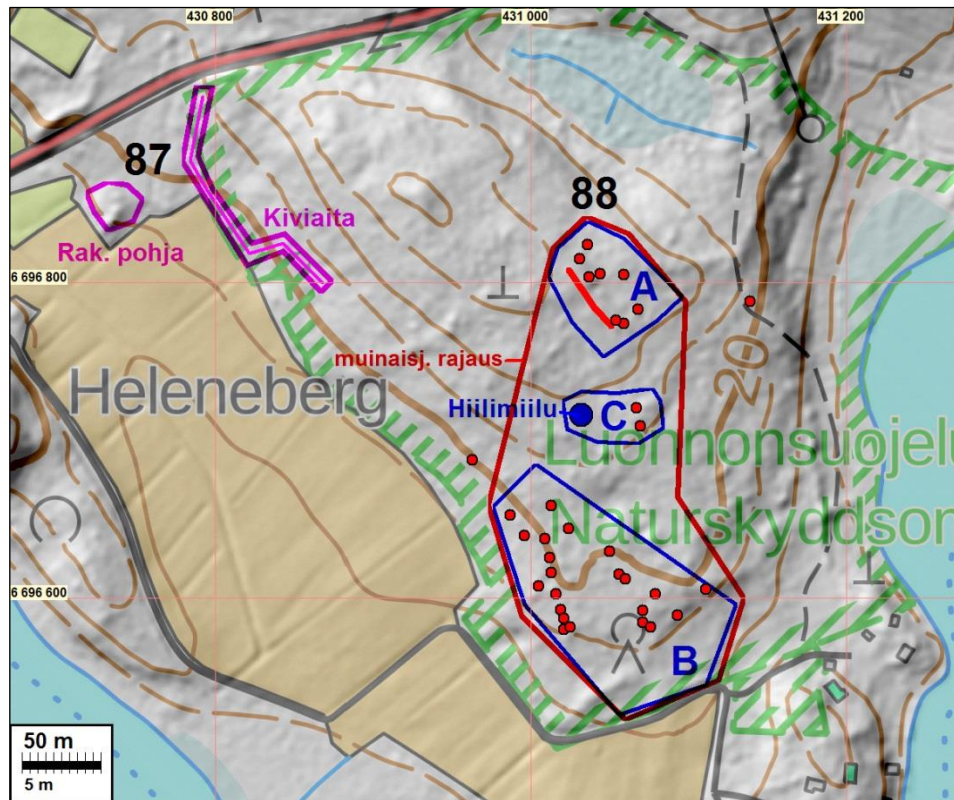 430 800
431 000
431 200
87
88
Kiviaita
Rak. pohja
6 696 800
A
20
muinaisj. rajaus
Heleneberg
Hiilimiilu
C
Luonnonsuojelu
Naturskyddsom
6 696 600
B
50 m
5 m